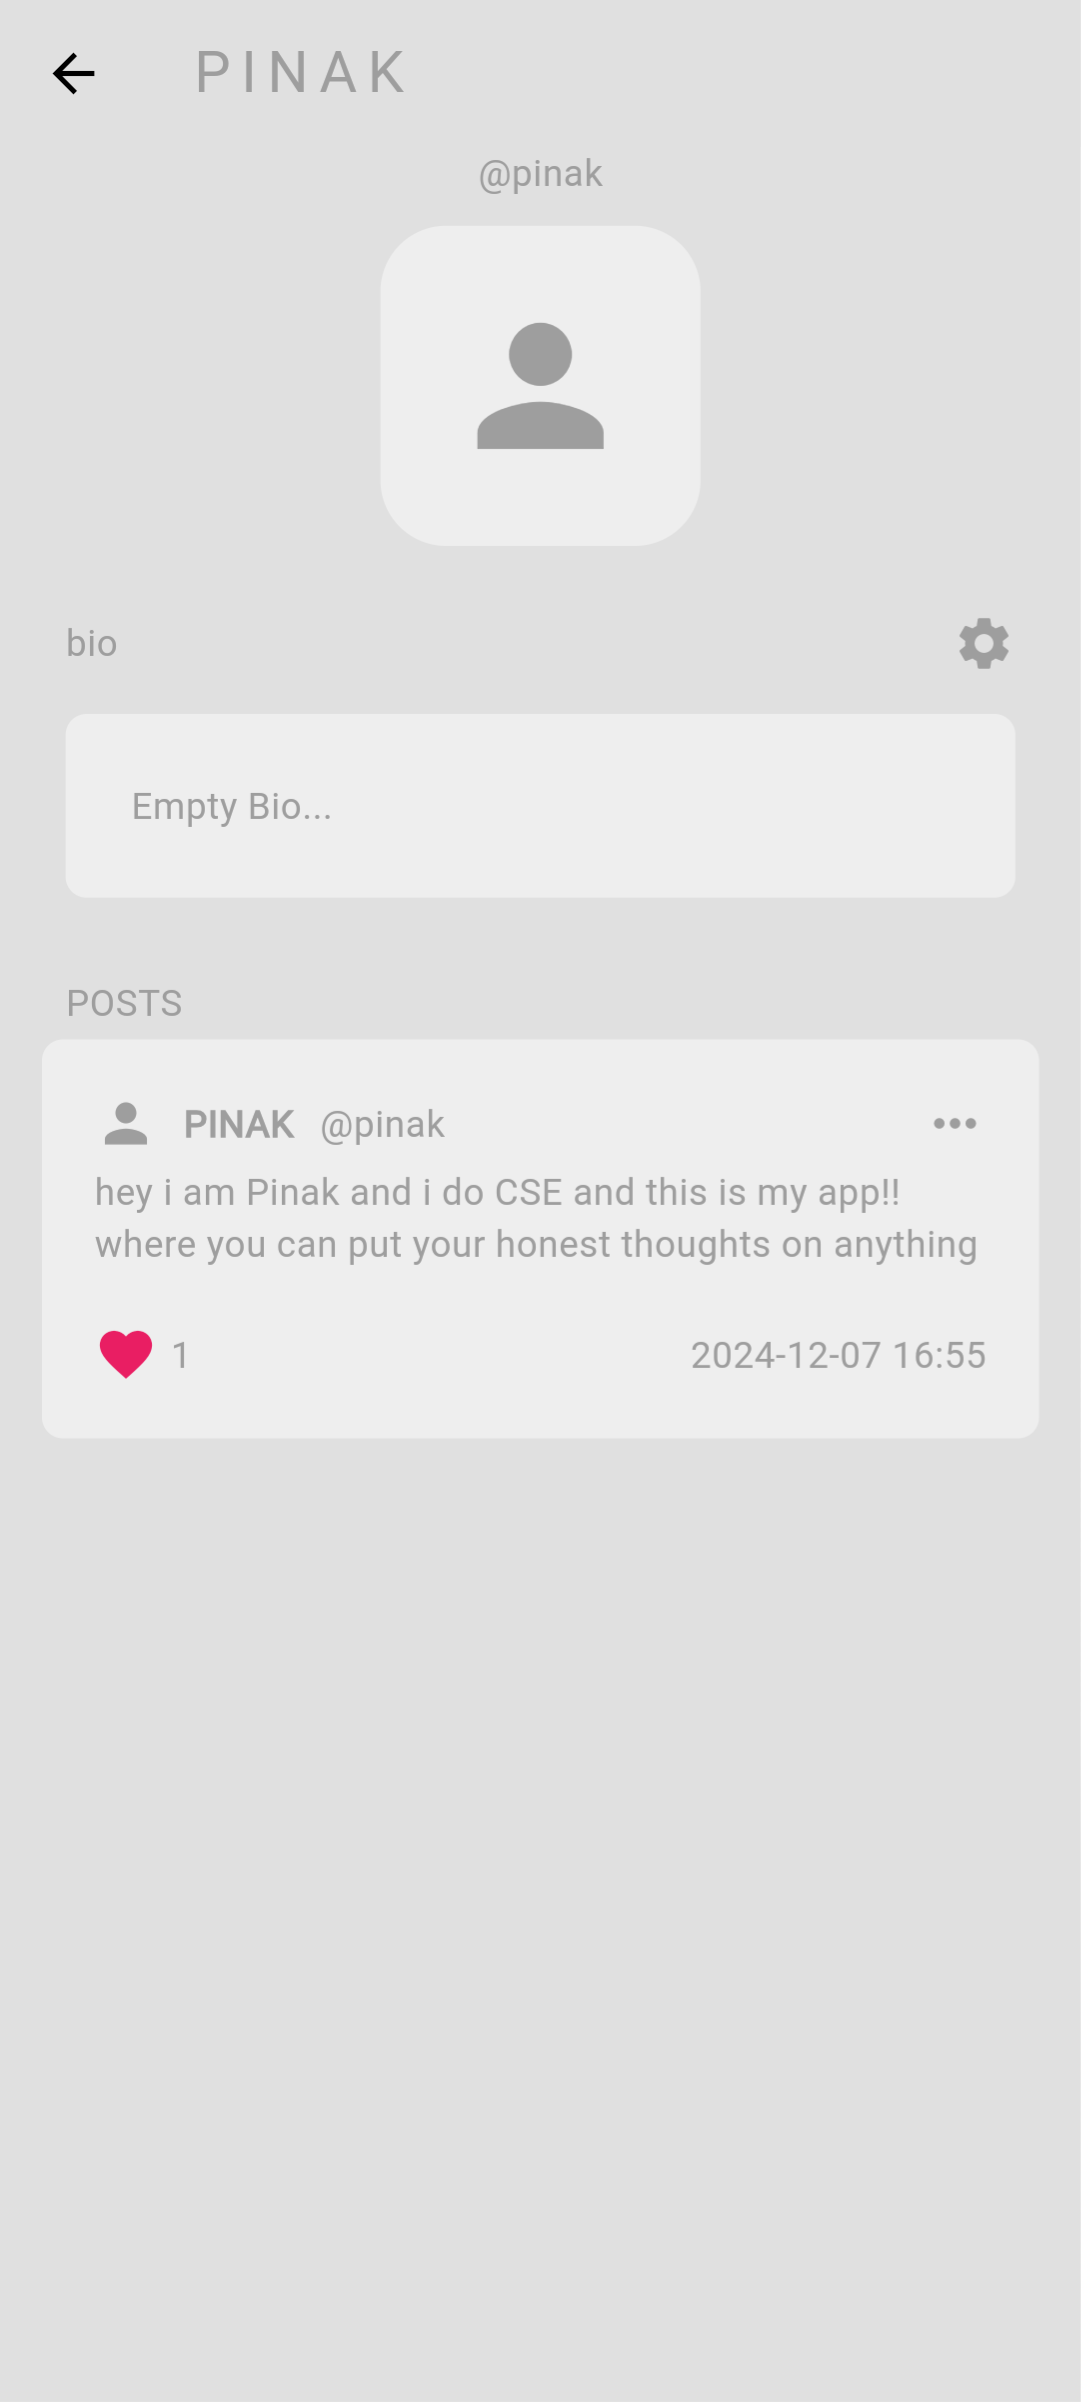 PINAK
@pinak
bio
Empty Bio...
POSTS
PINAK @pinak
hey i am Pinak and i do CSE and this is my app!!
where you can put your honest thoughts on anything
1 2024-12-07 16:55